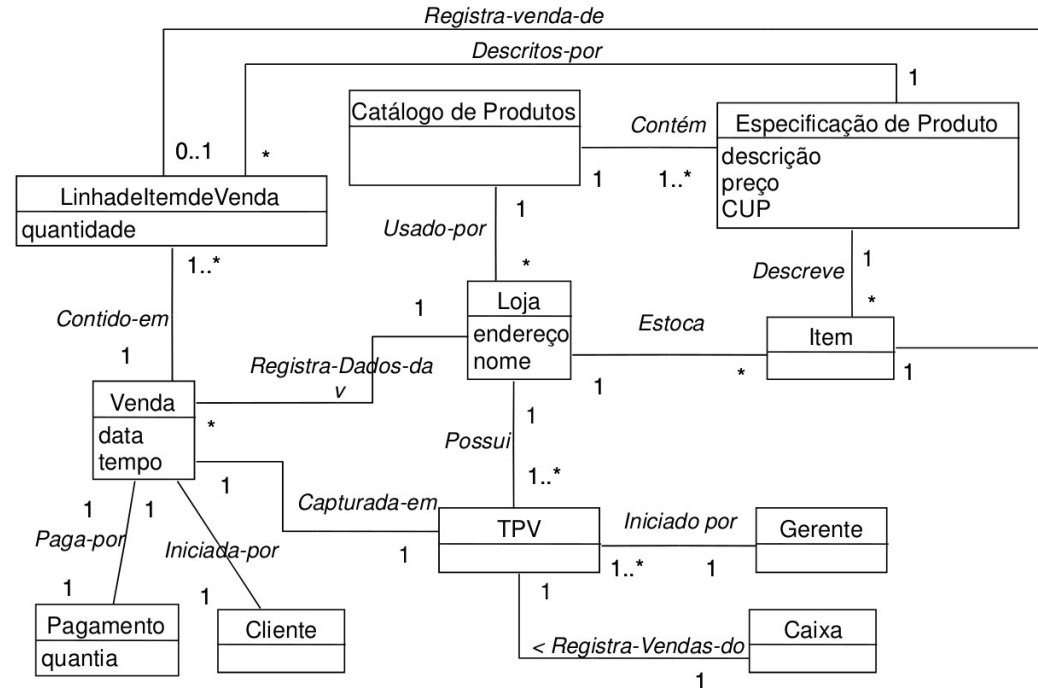 Registra-venda-de
Descritos-por
1
Catálogo de Produtos
Contém
Especificação de Produto
descrição
preço
CUP
0..1
*
1
1..*
LinhadeItemdeVenda
quantidade
1
Usado-por
*
1..*
1
Descreve
*
Contido-em
1
1
Loja
endereço
nome
Estoca
Item
1
*
1
Registra-Dados-da
v
Venda
data
tempo
*
1
Possui
1..*
1
Capturada-em
1
TPV
Iniciado por
Gerente
1..*
1
1
1
Paga-por
Iniciada-por
1
1
1
Pagamento
quantia
Cliente
< Registra-Vendas-do
Caixa
1